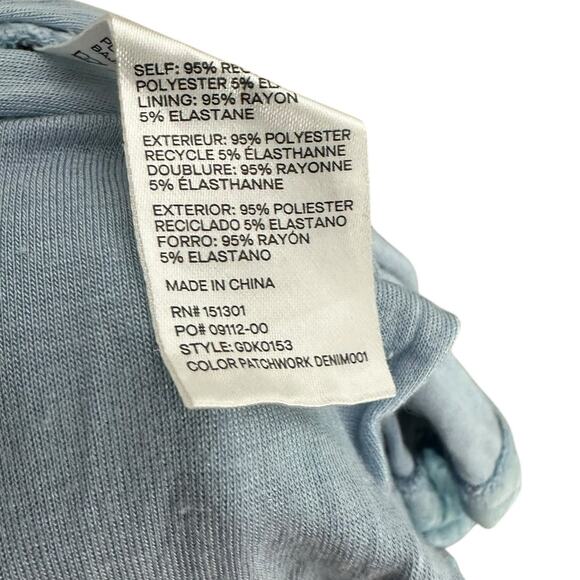 SELF: 95%
POLYESTER 5%
LINING: 95% RAYON
5% ELASTANE
EXTERIEUR: 95% POLYESTER
RECYCLE 5% ÉLASTHANNE
DOUBLURE: 95% RAYONNE
5% ÉLASTHANNE
EXTERIOR: 95% POLIESTER
RECICLADO 5% ELASTANO
FORRO: 95% RAYÓN
5% ELASTANO
MADE IN CHINA
RN# 151301
PO# 09112-00
STYLE: GDK0153
COLOR PATCHWORK DENIM001